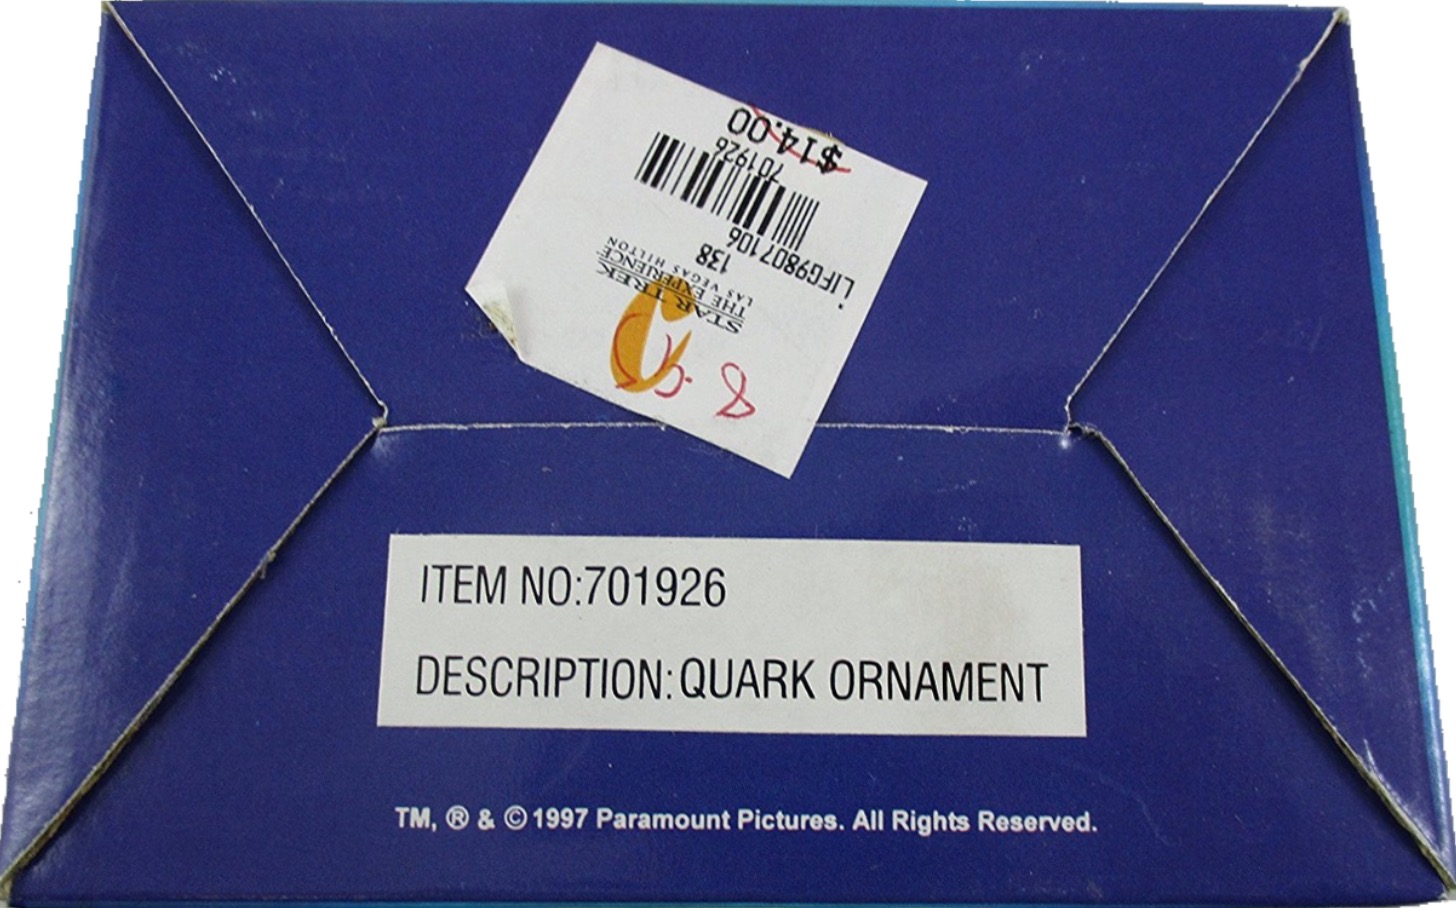 8.95
STAR TREK
THE EXPERIENCE
LAS VEGAS HILTON
138
LIFG9807106
701926
$14.00
ITEM NO:701926
DESCRIPTION:QUARK ORNAMENT
TM, ® & © 1997 Paramount Pictures. All Rights Reserved.